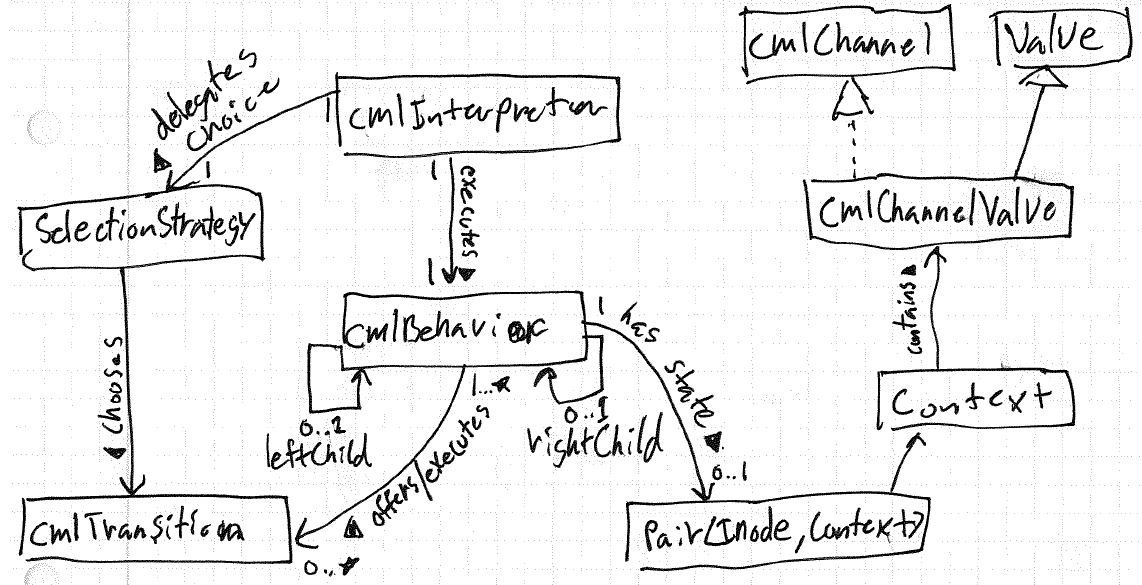 cmlChannel
Value
delegates
choice
1
cmlInterpreter
1
1
executes
cmlChannelValue
SelectionStrategy
1
contains
cmlBehavior
1
has
state
chooses
1...*
0..1
leftChild
0..1
rightChild
Context
offers/executes
0..1
cmlTransition
0..*
Pair(INode, Context)